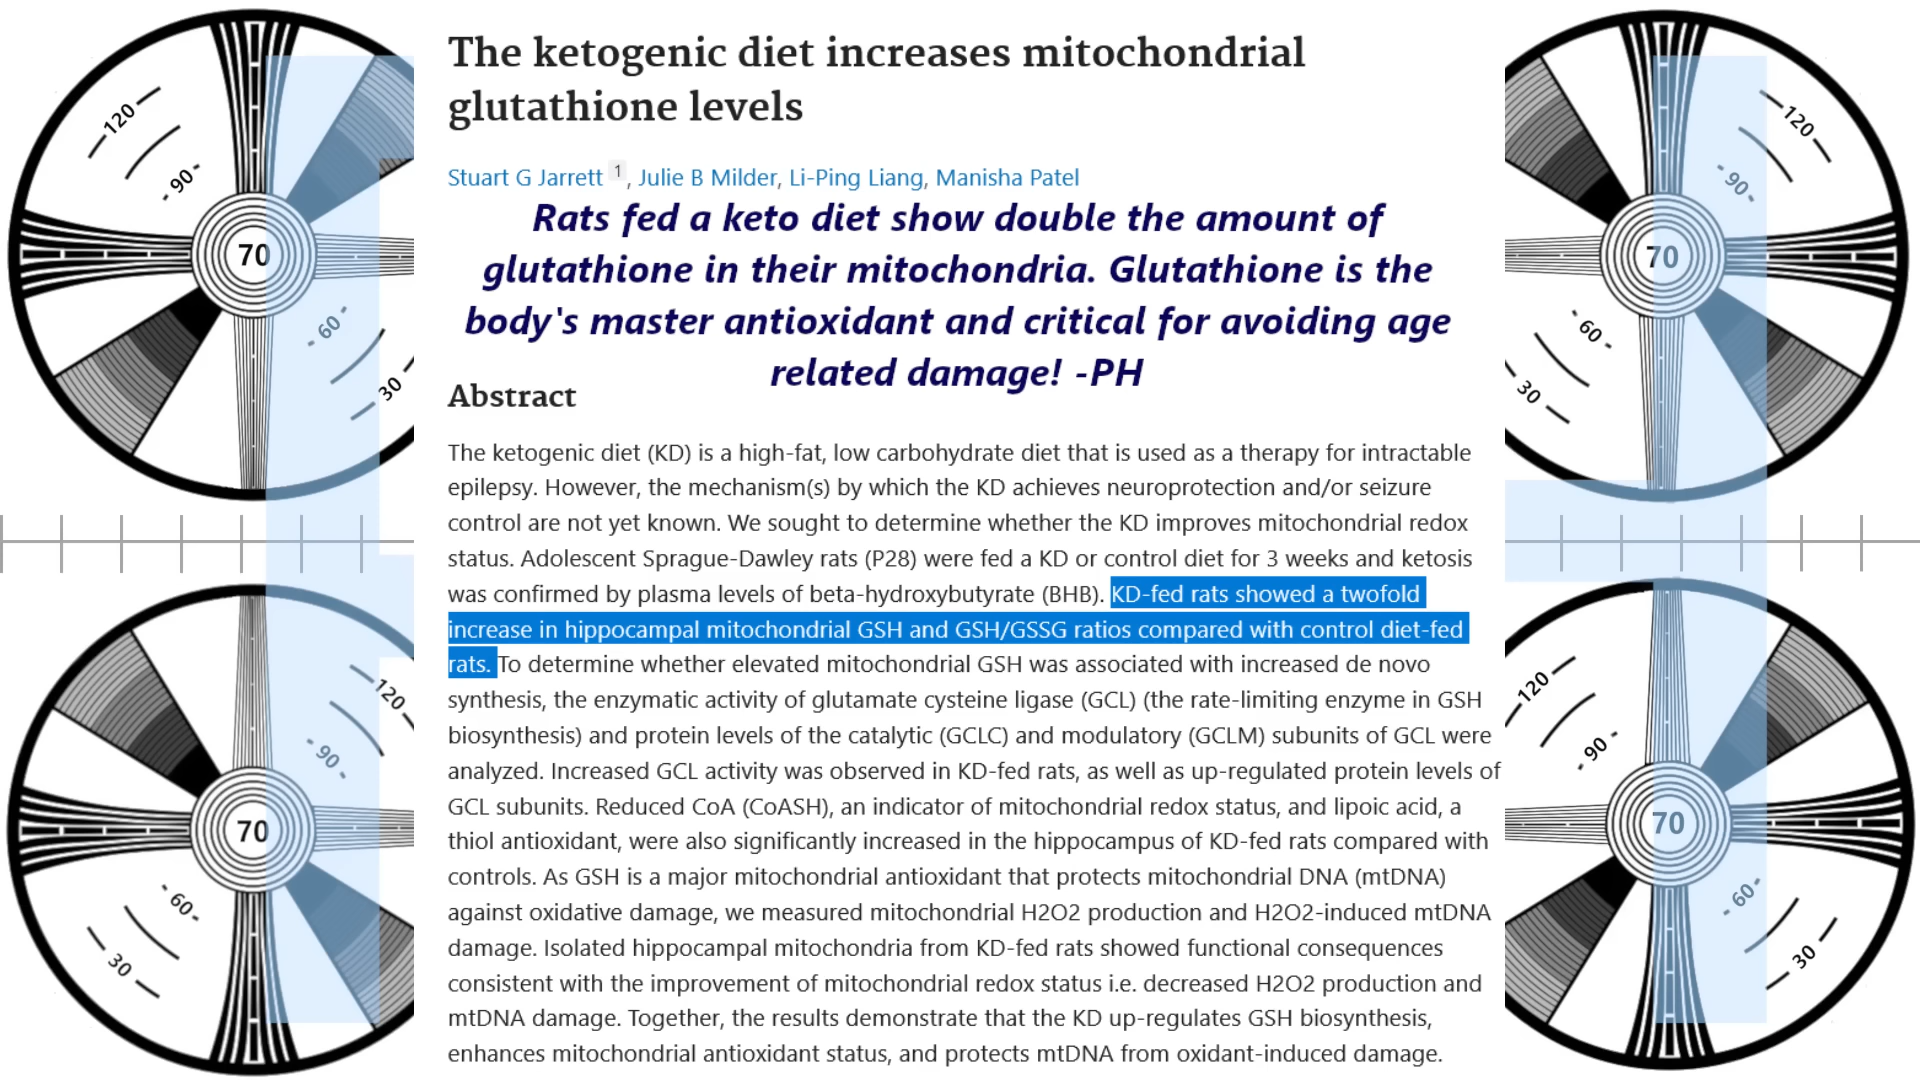 The ketogenic diet increases mitochondrial
glutathione levels
Stuart G Jarrett 1, Julie B Milder, Li-Ping Liang, Manisha Patel
Rats fed a keto diet show double the amount of
glutathione in their mitochondria. Glutathione is the
body's master antioxidant and critical for avoiding age
related damage! -PH
Abstract
The ketogenic diet (KD) is a high-fat, low carbohydrate diet that is used as a therapy for intractable
epilepsy. However, the mechanism(s) by which the KD achieves neuroprotection and/or seizure
control are not yet known. We sought to determine whether the KD improves mitochondrial redox
status. Adolescent Sprague-Dawley rats (P28) were fed a KD or control diet for 3 weeks and ketosis
was confirmed by plasma levels of beta-hydroxybutyrate (BHB). KD-fed rats showed a twofold
increase in hippocampal mitochondrial GSH and GSH/GSSG ratios compared with control diet-fed
rats. To determine whether elevated mitochondrial GSH was associated with increased de novo
synthesis, the enzymatic activity of glutamate cysteine ligase (GCL) (the rate-limiting enzyme in GSH
biosynthesis) and protein levels of the catalytic (GCLC) and modulatory (GCLM) subunits of GCL were
analyzed. Increased GCL activity was observed in KD-fed rats, as well as up-regulated protein levels of
GCL subunits. Reduced CoA (CoASH), an indicator of mitochondrial redox status, and lipoic acid, a
thiol antioxidant, were also significantly increased in the hippocampus of KD-fed rats compared with
controls. As GSH is a major mitochondrial antioxidant that protects mitochondrial DNA (mtDNA)
against oxidative damage, we measured mitochondrial H2O2 production and H2O2-induced mtDNA
damage. Isolated hippocampal mitochondria from KD-fed rats showed functional consequences
consistent with the improvement of mitochondrial redox status i.e. decreased H2O2 production and
mtDNA damage. Together, the results demonstrate that the KD up-regulates GSH biosynthesis,
enhances mitochondrial antioxidant status, and protects mtDNA from oxidant-induced damage.
120
- 90 -
70
- 60 -
30
120
- 90 -
70
- 60 -
30
120
- 90 -
70
- 60 -
30
120
- 90 -
70
- 60 -
30